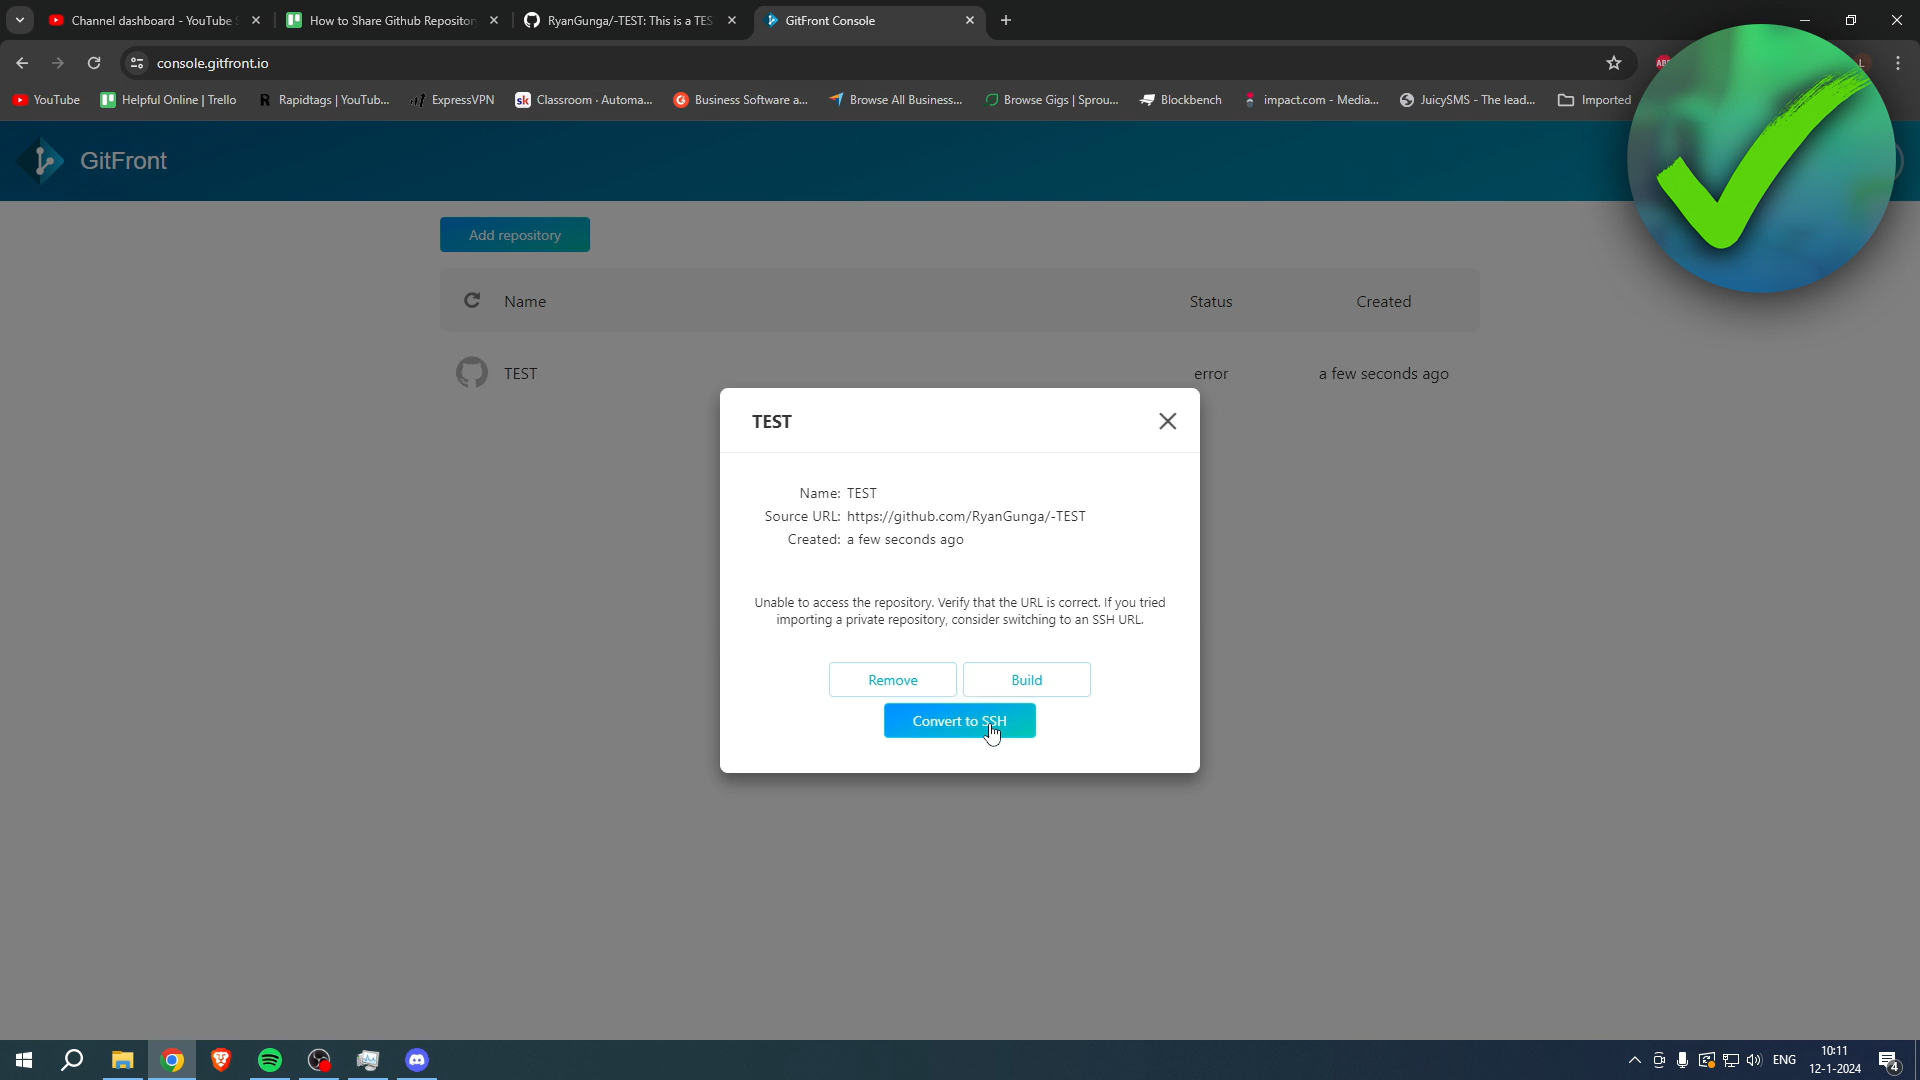 Channel dashboard - YouTube S
How to Share Github Repositor
RyanGunga/-TEST: This is a TES
GitFront Console
console.gitfront.io
YouTube
Helpful Online | Trello
Rapidtags | YouTub...
ExpressVPN
Classroom · Automa...
Business Software a...
Browse All Business...
Browse Gigs | Sprou...
Blockbench
impact.com - Media...
JuicySMS - The lead...
Imported
GitFront
Add repository
Name
Status
Created
TEST
error
a few seconds ago
TEST
Name: TEST
Source URL: https://github.com/RyanGunga/-TEST
Created: a few seconds ago
Unable to access the repository. Verify that the URL is correct. If you tried
importing a private repository, consider switching to an SSH URL.
Remove
Build
Convert to SSH
ENG
10:11
12-1-2024
4